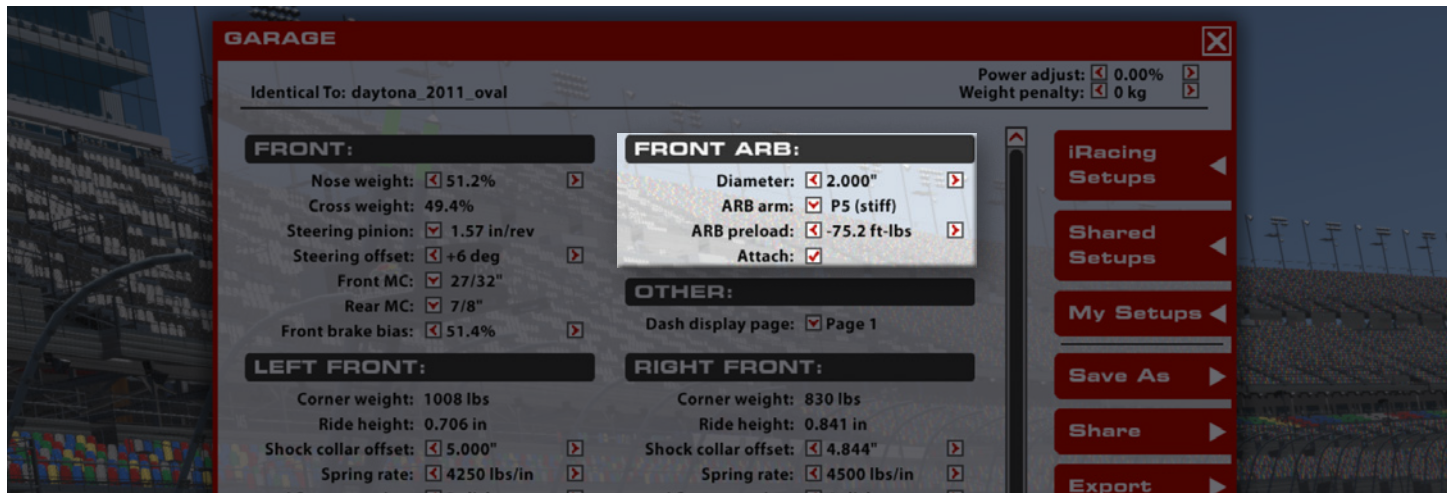 GARAGE
Identical To: daytona_2011_oval
Power adjust: 0.00%
Weight penalty: 0 kg
FRONT:
Nose weight: 51.2%
Cross weight: 49.4%
Steering pinion: 1.57 in/rev
Steering offset: +6 deg
Front MC: 27/32"
Rear MC: 7/8"
Front brake bias: 51.4%
FRONT ARB:
Diameter: 2.000"
ARB arm: P5 (stiff)
ARB preload: -75.2 ft-lbs
Attach:
OTHER:
Dash display page: Page 1
LEFT FRONT:
Corner weight: 1008 lbs
Ride height: 0.706 in
Shock collar offset: 5.000"
Spring rate: 4250 lbs/in
RIGHT FRONT:
Corner weight: 830 lbs
Ride height: 0.841 in
Shock collar offset: 4.844"
Spring rate: 4500 lbs/in
iRacing
Setups
Shared
Setups
My Setups
Save As
Share
Export